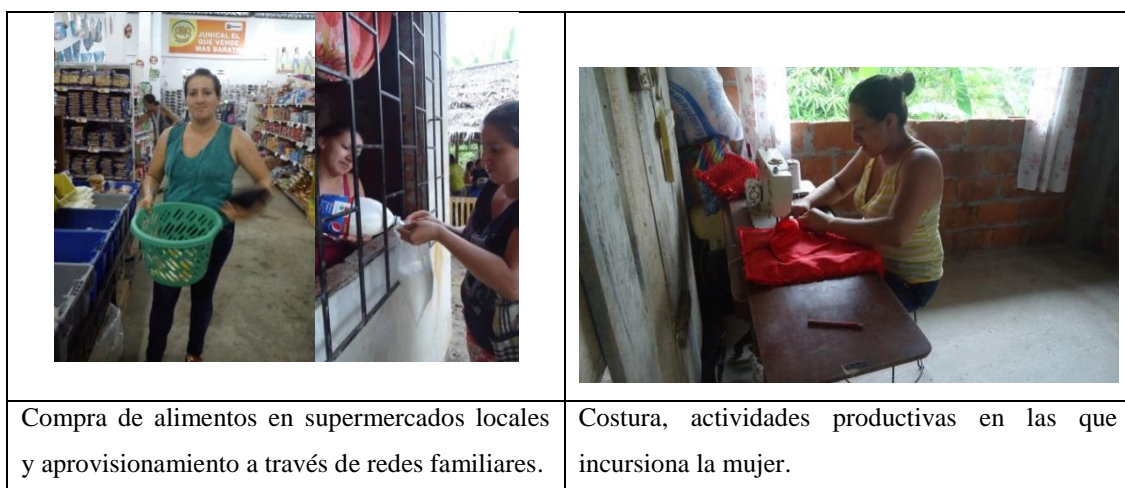 JUNICAL EL
QUE VENDE
MAS BARATO
Compra de alimentos en supermercados locales
y aprovisionamiento a través de redes familiares.
Costura, actividades productivas en las que
incursiona la mujer.